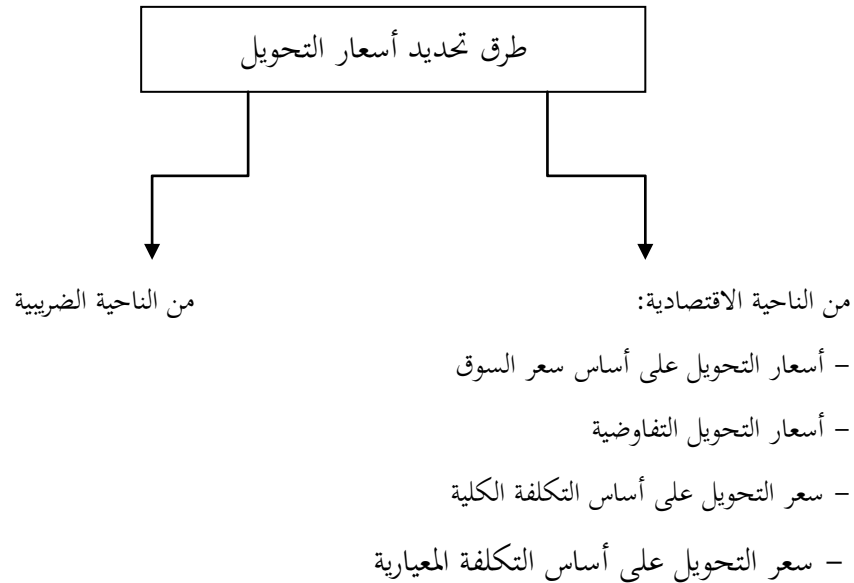 طرق تحديد أسعار التحويل
من الناحية الاقتصادية:
من الناحية الضريبية
– أسعار التحويل على أساس سعر السوق
– أسعار التحويل التفاوضية
– سعر التحويل على أساس التكلفة الكلية
– سعر التحويل على أساس التكلفة المعيارية